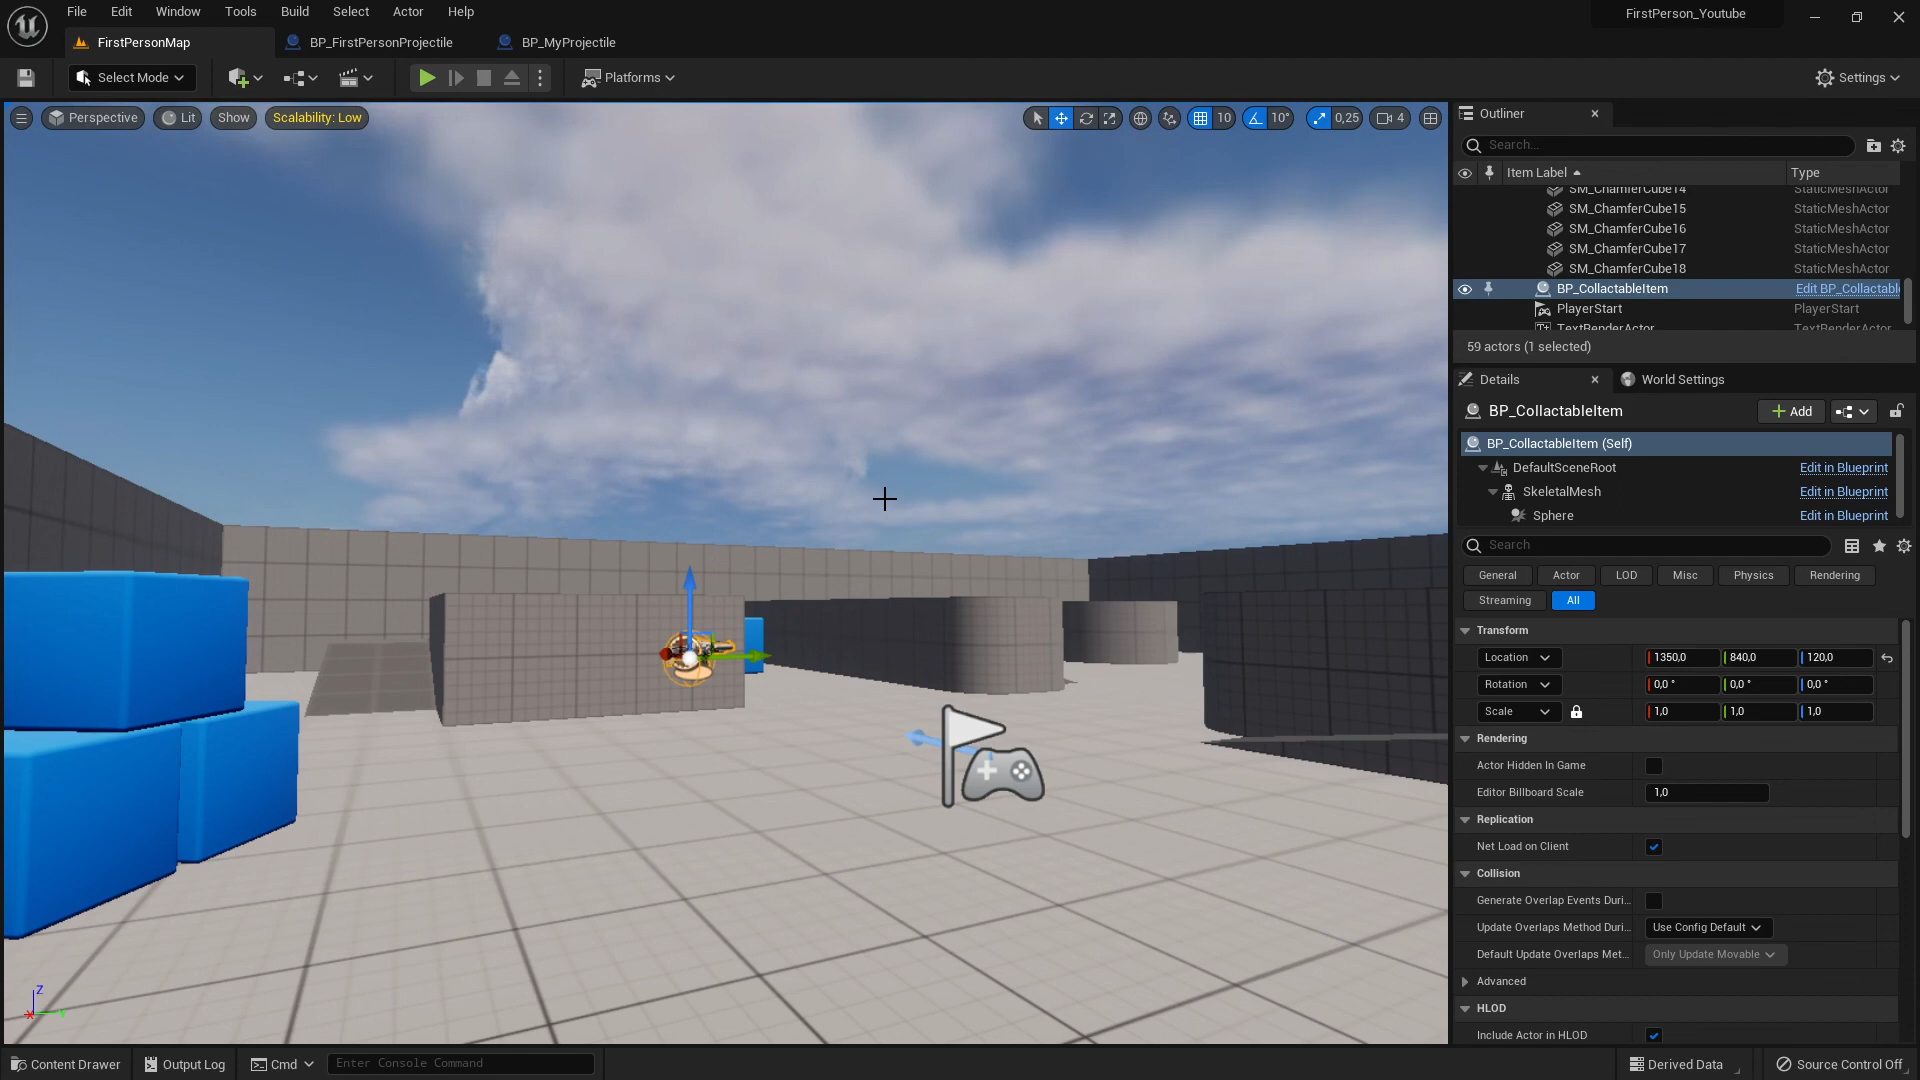 File Edit Window Tools Build Select Actor Help
FirstPerson_Youtube
FirstPersonMap
BP_FirstPersonProjectile
BP_MyProjectile
Select Mode
Platforms
Settings
Perspective
Lit
Show
Scalability: Low
10
10°
0,25
4
Outliner
Search...
Item Label
Type
SM_ChamferCube14 StaticMeshActor
SM_ChamferCube15 StaticMeshActor
SM_ChamferCube16 StaticMeshActor
SM_ChamferCube17 StaticMeshActor
SM_ChamferCube18 StaticMeshActor
BP_CollactableItem Edit BP_Collactabl
PlayerStart PlayerStart
TextRenderActor TextRenderActor
59 actors (1 selected)
Details
World Settings
BP_CollactableItem
Add
BP_CollactableItem (Self)
DefaultSceneRoot Edit in Blueprint
SkeletalMesh Edit in Blueprint
Sphere Edit in Blueprint
Search
General Actor LOD Misc Physics Rendering
Streaming All
Transform
Location 1350,0 840,0 120,0
Rotation 0,0 ° 0,0 ° 0,0 °
Scale 1,0 1,0 1,0
Rendering
Actor Hidden In Game
Editor Billboard Scale 1,0
Replication
Net Load on Client
Collision
Generate Overlap Events Duri...
Update Overlaps Method Duri... Use Config Default
Default Update Overlaps Met... Only Update Movable
Advanced
HLOD
Include Actor in HLOD
Z
X
Y
Content Drawer
Output Log
Cmd
Enter Console Command
Derived Data
Source Control Off